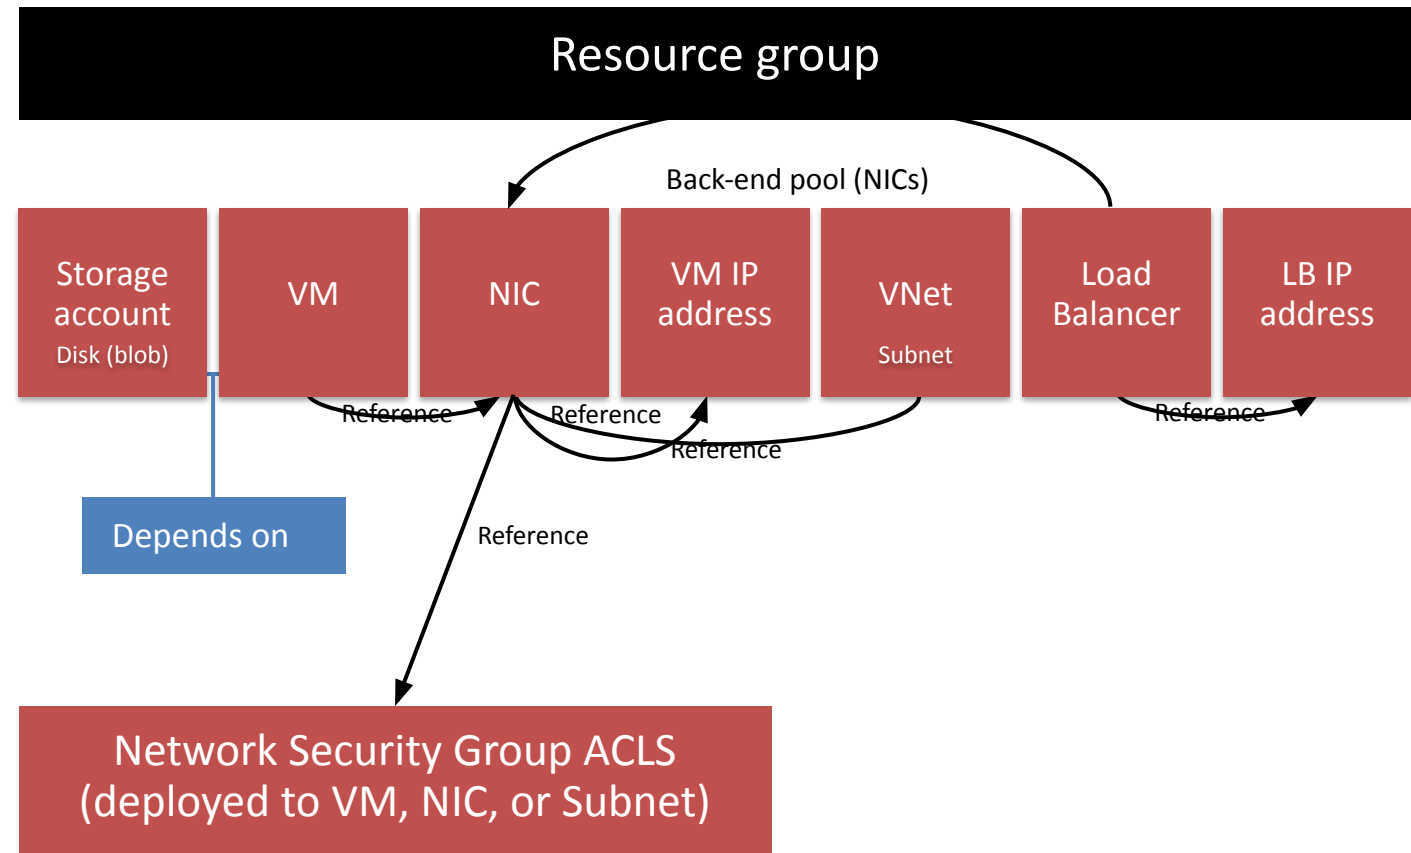 Resource group
Back-end pool (NICs)
Storage
account
Disk (blob)
VM
NIC
VM IP
address
VNet
Subnet
Load
Balancer
LB IP
address
Reference
Reference
Reference
Reference
Depends on
Reference
Network Security Group ACLS
(deployed to VM, NIC, or Subnet)